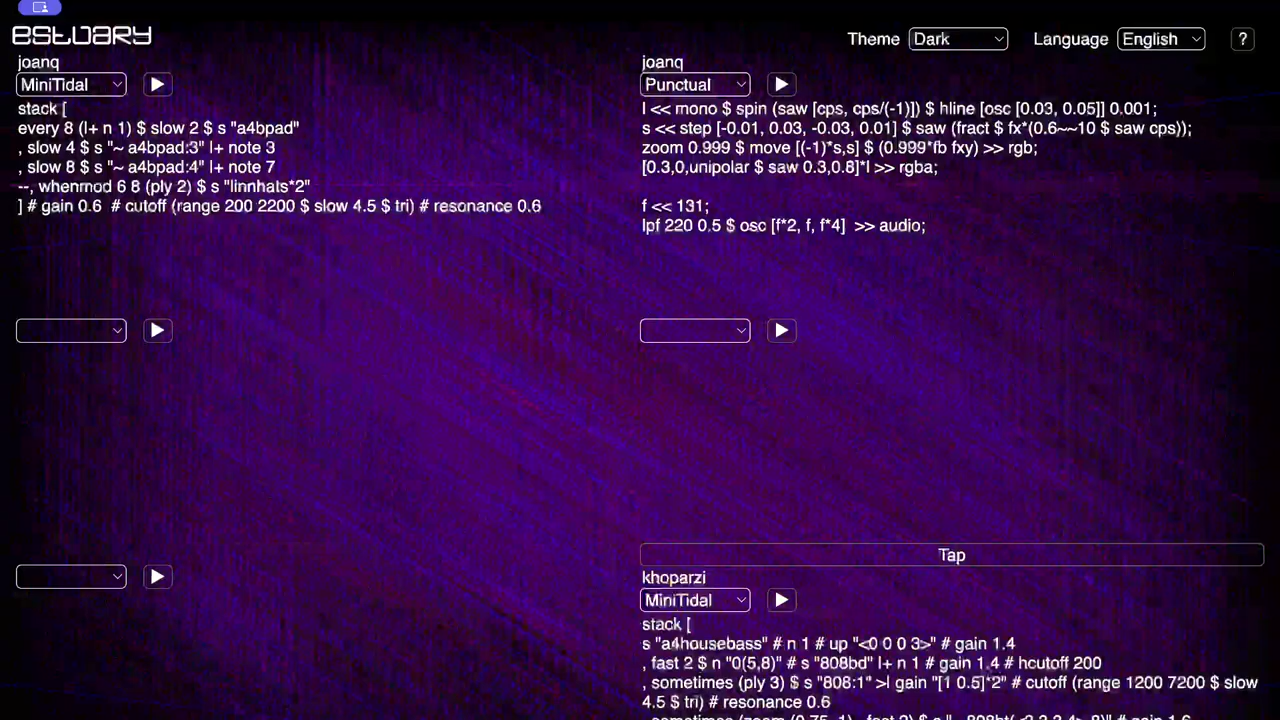 estuary
Theme Dark Language English ?
joanq
MiniTidal
stack [
every 8 (|+ n 1) $ slow 2 $ s "a4bpad"
, slow 4 $ s "~ a4bpad:3" |+ note 3
, slow 8 $ s "~ a4bpad:4" |+ note 7
--, whenmod 6 8 (ply 2) $ s "linnhats*2"
] # gain 0.6 # cutoff (range 200 2200 $ slow 4.5 $ tri) # resonance 0.6
joanq
Punctual
l << mono $ spin (saw [cps, cps/(-1)]) $ hline [osc [0.03, 0.05]] 0.001;
s << step [-0.01, 0.03, -0.03, 0.01] $ saw (fract $ fx*(0.6~~10 $ saw cps));
zoom 0.999 $ move [(-1)*s,s] $ (0.999*fb fxy) >> rgb;
[0.3,0,unipolar $ saw 0.3,0.8]*l >> rgba;
f << 131;
lpf 220 0.5 $ osc [f*2, f, f*4] >> audio;
Tap
khoparzi
MiniTidal
stack [
s "a4housebass" # n 1 # up "<0 0 0 3>" # gain 1.4
, fast 2 $ n "0(5,8)" # s "808bd" |+ n 1 # gain 1.4 # hcutoff 200
, sometimes (ply 3) $ s "808:1" >| gain "[1 0.5]*2" # cutoff (range 1200 7200 $ slow
4.5 $ tri) # resonance 0.6